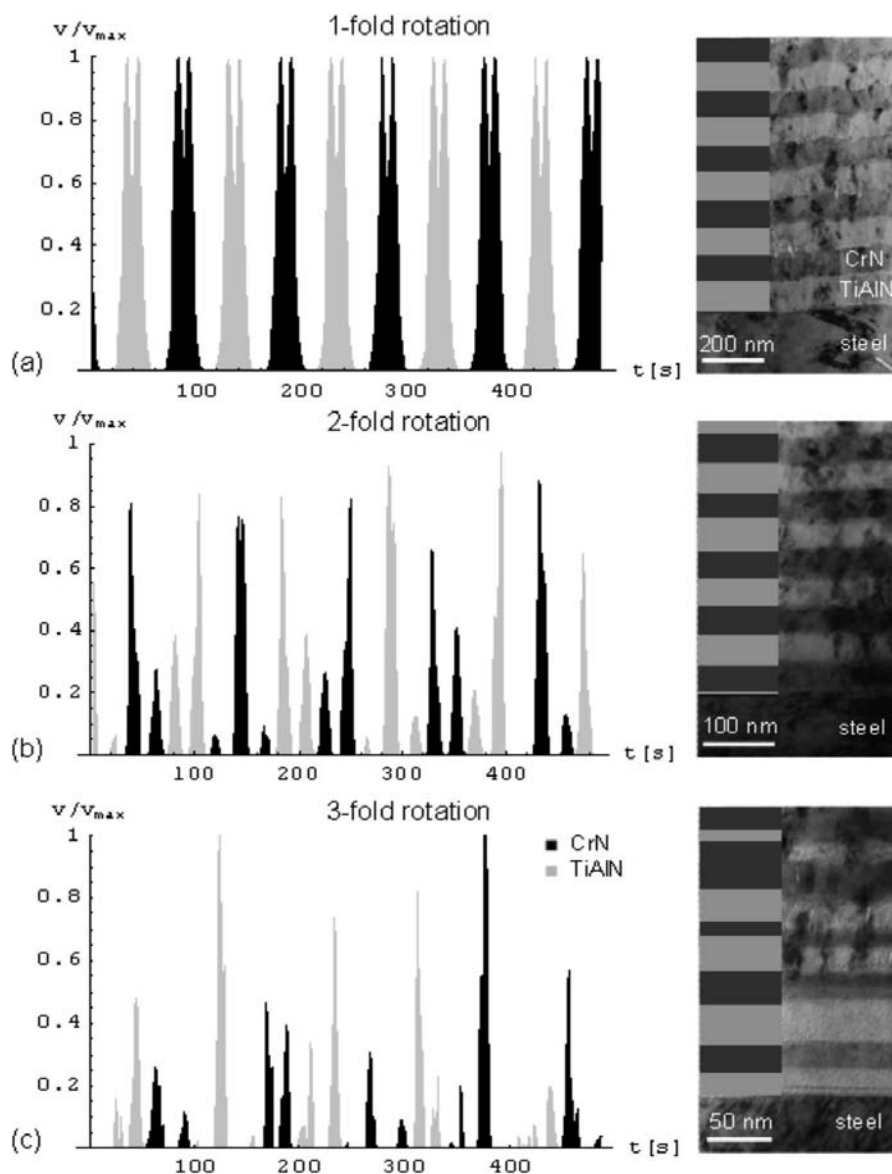 1-fold rotation
v/vmax
1
0.8
0.6
0.4
0.2
(a)
100 200 300 400 t[s]
CrN
TiAlN
200 nm steel
2-fold rotation
v/vmax
1
0.8
0.6
0.4
0.2
(b)
100 200 300 400 t[s]
100 nm steel
3-fold rotation
v/vmax
1
0.8
0.6
0.4
0.2
CrN
TiAlN
(c)
100 200 300 400 t[s]
50 nm steel